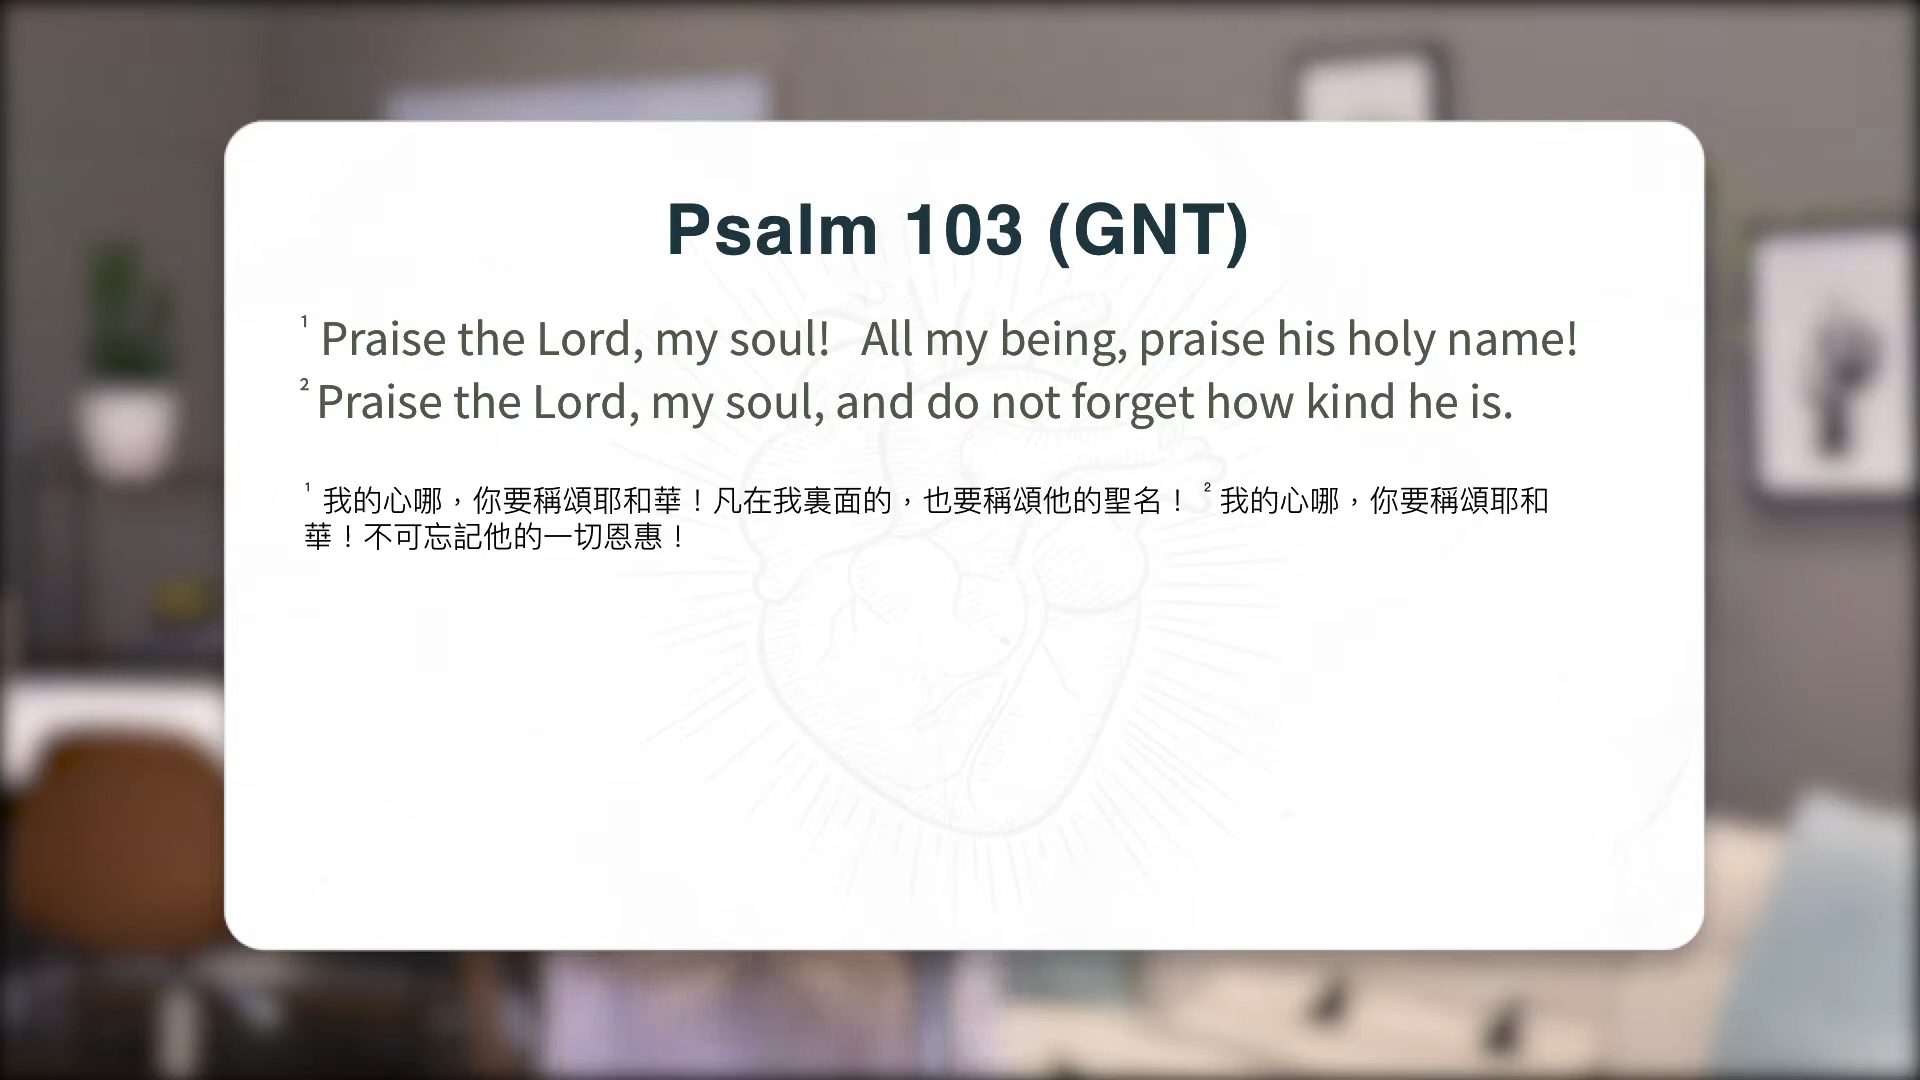 Psalm 103 (GNT)
¹ Praise the Lord, my soul!   All my being, praise his holy name!
² Praise the Lord, my soul, and do not forget how kind he is.
¹ 我的心哪，你要稱頌耶和華！凡在我裏面的，也要稱頌他的聖名！ ² 我的心哪，你要稱頌耶和
華！不可忘記他的一切恩惠！